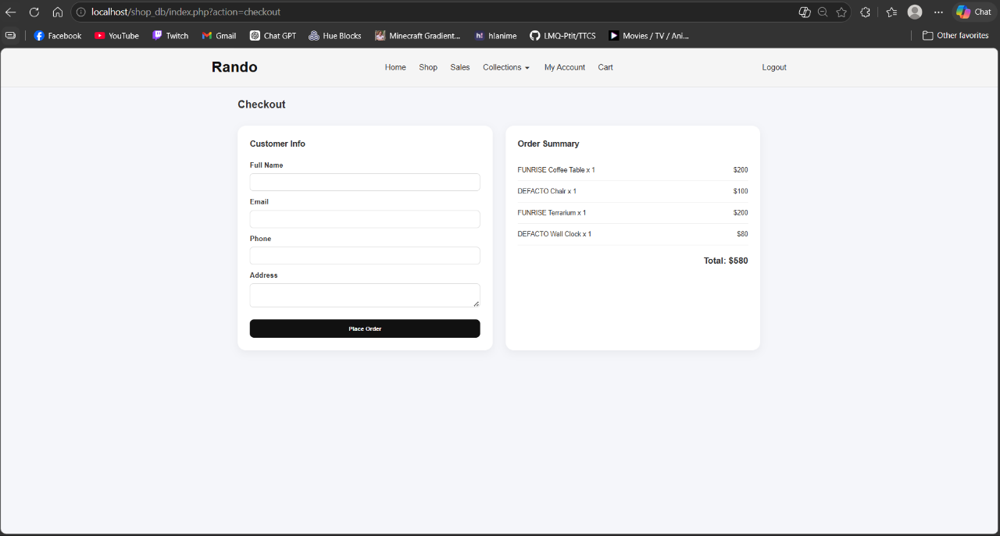 localhost/shop_db/index.php?action=checkout
Chat
Facebook YouTube Twitch Gmail Chat GPT Hue Blocks Minecraft Gradient... h! h!anime LMQ-Ptit/TTCS Movies / TV / Ani... Other favorites
Rando Home Shop Sales Collections My Account Cart Logout
Checkout
Customer Info
Full Name
Email
Phone
Address
Place Order
Order Summary
FUNRISE Coffee Table x 1 $200
DEFACTO Chair x 1 $100
FUNRISE Terrarium x 1 $200
DEFACTO Wall Clock x 1 $80
Total: $580